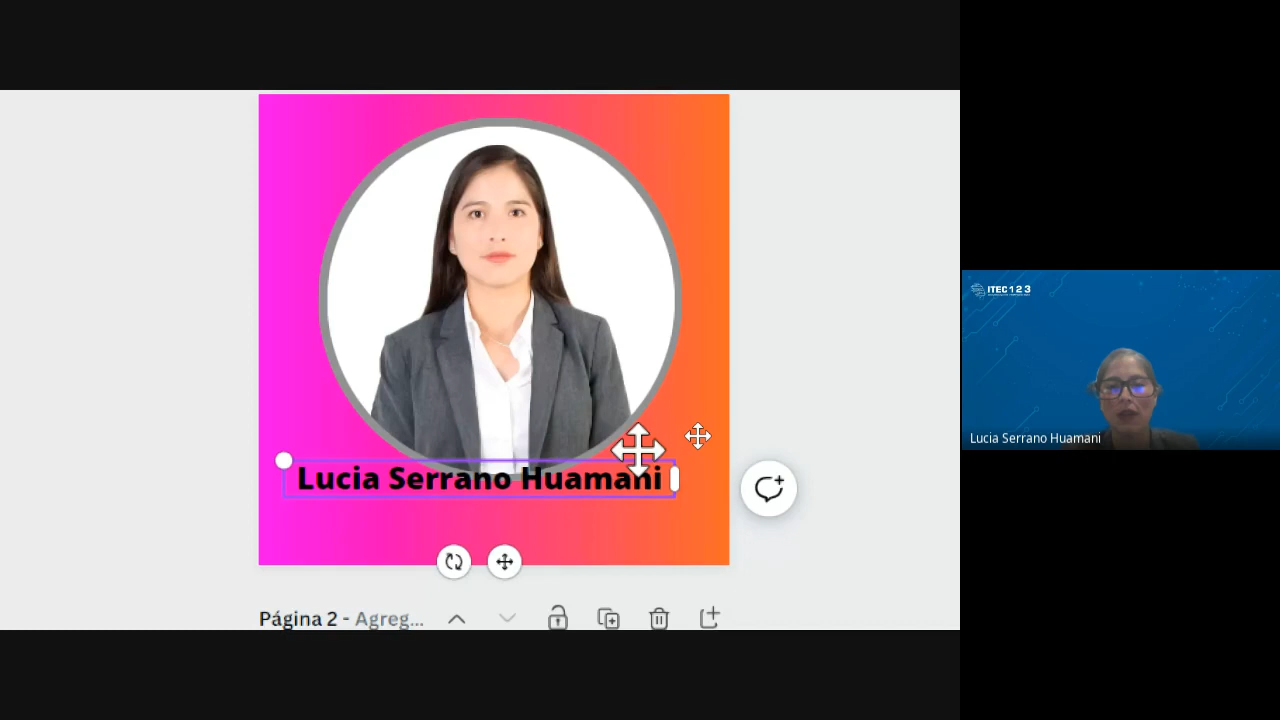 Lucia Serrano Huamani
Página 2 - Agreg...
ITEC 1 2 3
Lucia Serrano Huamani